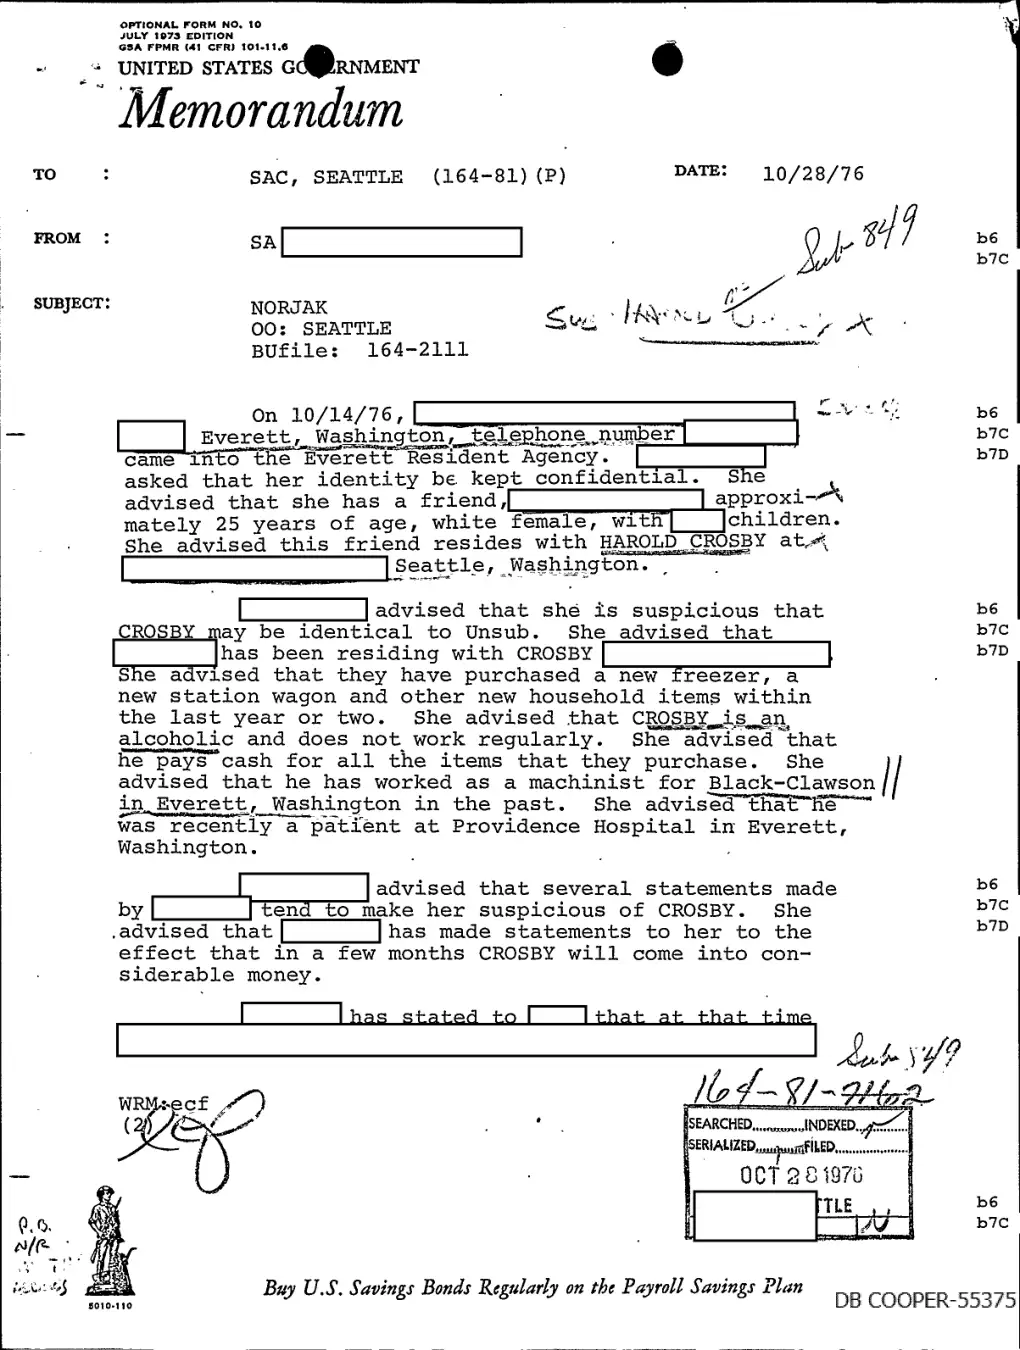 OPTIONAL FORM NO. 10
JULY 1973 EDITION
GSA FPMR (41 CFR) 101-11.6
UNITED STATES GOVERNMENT
Memorandum
TO : SAC, SEATTLE (164-81)(P) DATE: 10/28/76
FROM : SA
b6
b7C
Sub 849
SUBJECT: NORJAK
OO: SEATTLE
BUfile: 164-2111
On 10/14/76,
Everett, Washington, telephone number
came into the Everett Resident Agency.
asked that her identity be kept confidential. She
advised that she has a friend, approxi-
mately 25 years of age, white female, with children.
She advised this friend resides with HAROLD CROSBY at
Seattle, Washington.
b6
b7C
b7D
advised that she is suspicious that
CROSBY may be identical to Unsub. She advised that
has been residing with CROSBY
She advised that they have purchased a new freezer, a
new station wagon and other new household items within
the last year or two. She advised that CROSBY is an
alcoholic and does not work regularly. She advised that
he pays cash for all the items that they purchase. She
advised that he has worked as a machinist for Black-Clawson
in Everett, Washington in the past. She advised that he
was recently a patient at Providence Hospital in Everett,
Washington.
b6
b7C
b7D
advised that several statements made
by tend to make her suspicious of CROSBY. She
advised that has made statements to her to the
effect that in a few months CROSBY will come into con-
siderable money.
b6
b7C
b7D
has stated to that at that time
Sub 849
164-81-7462
WRM:ecf
(2)
SEARCHED INDEXED
SERIALIZED FILED
OCT 28 1976
TTLE
b6
b7C
P.B.
N/R
5010-110
Buy U.S. Savings Bonds Regularly on the Payroll Savings Plan
DB COOPER-55375